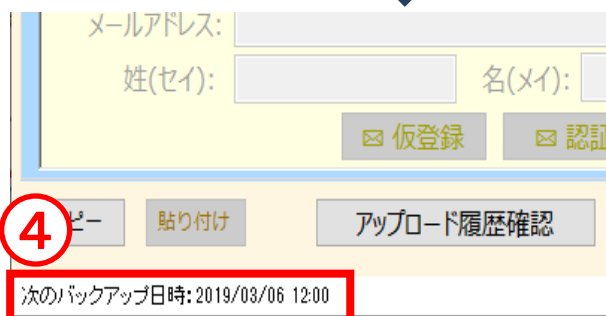 メールアドレス:
姓(セイ): 名(メイ):
✉ 仮登録 ✉ 認証
④ ピー 貼り付け アップロード履歴確認
次のバックアップ日時:2019/03/06 12:00